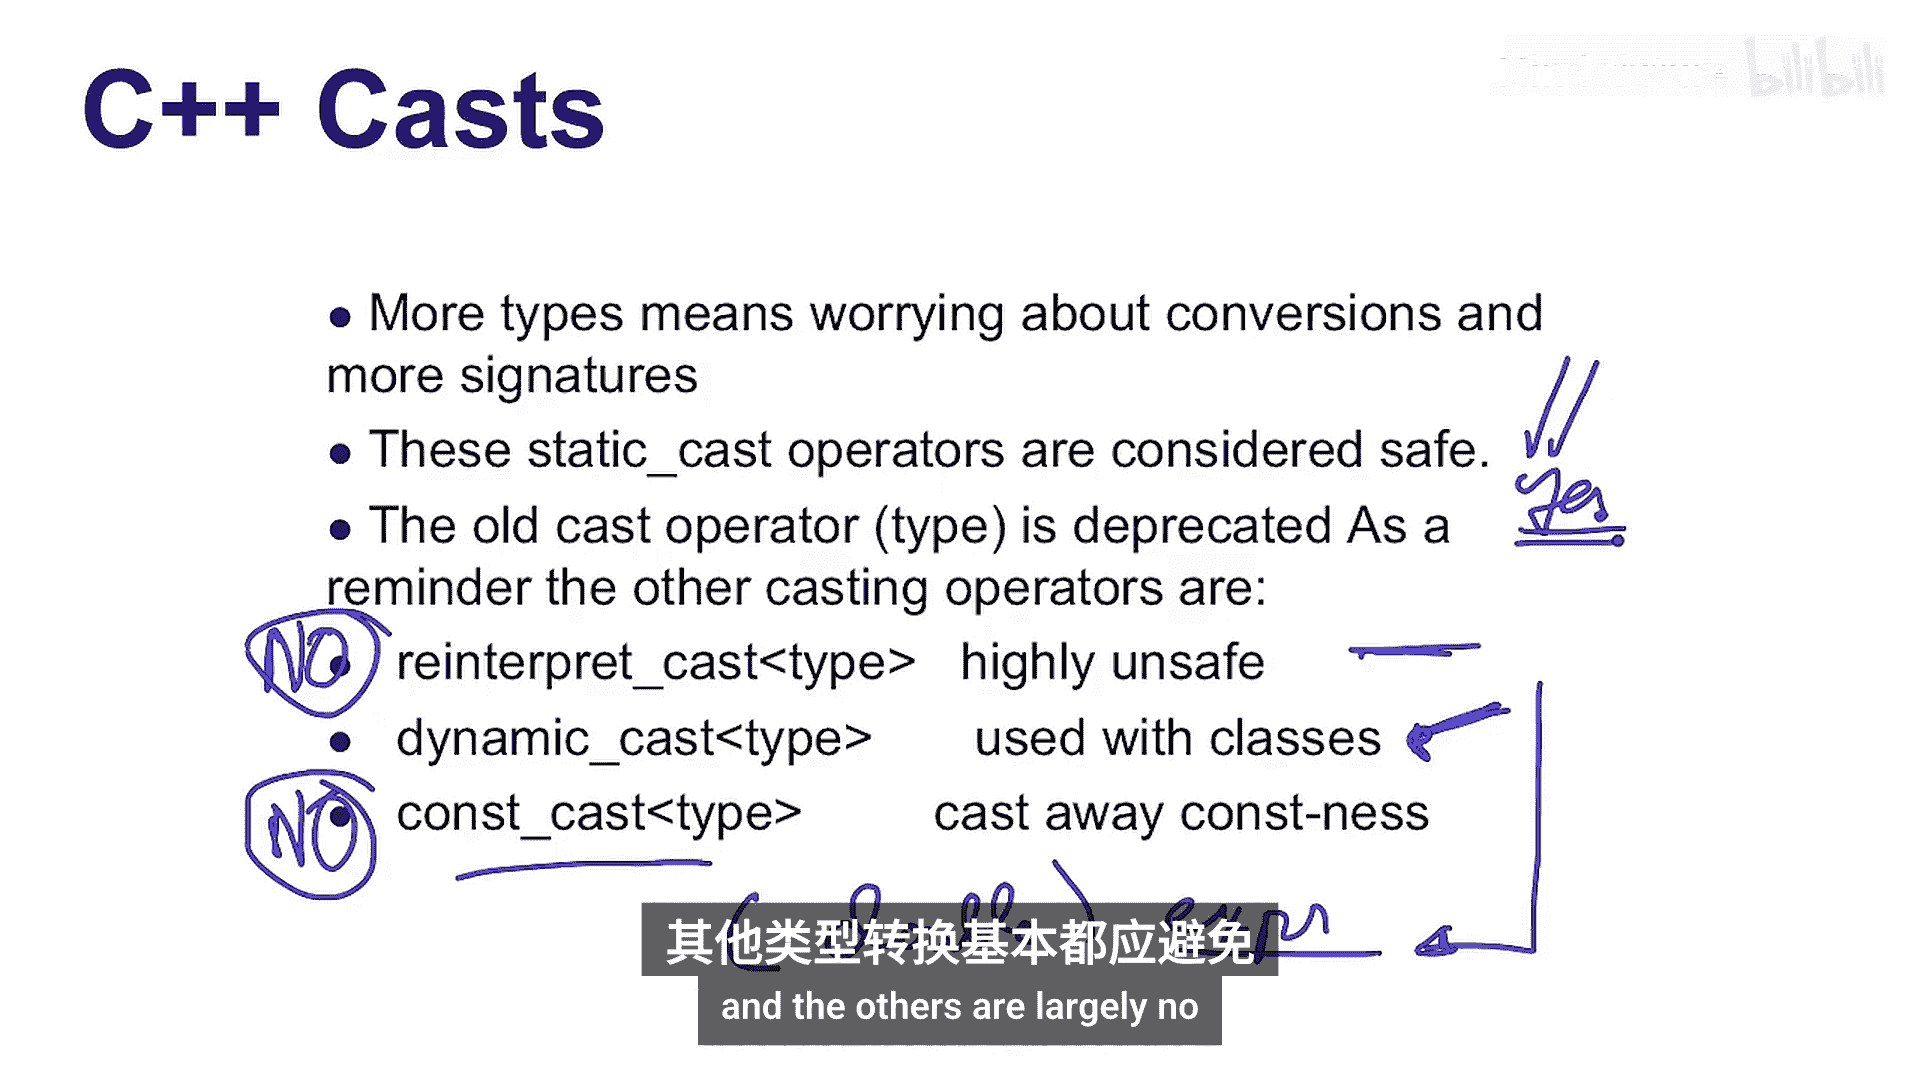 C++ Casts
bilibili
● More types means worrying about conversions and
more signatures
● These static_cast operators are considered safe.
yes
● The old cast operator (type) is deprecated As a
reminder the other casting operators are:
NO
● reinterpret_cast<type> highly unsafe
● dynamic_cast<type> used with classes
NO
● const_cast<type> cast away const-ness
( ) expr
其他类型转换基本都应避免
and the others are largely no